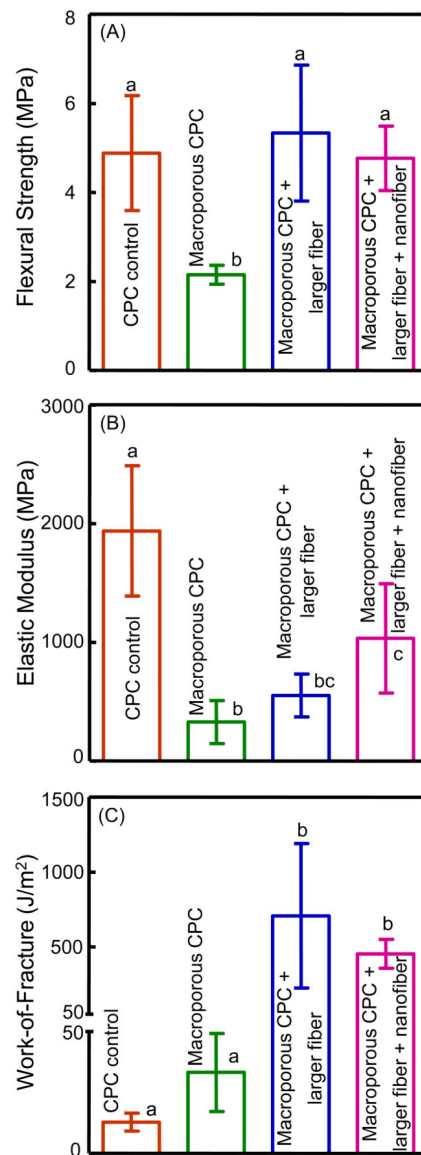 (A)
Flexural Strength (MPa)
8
6
4
2
0
a
CPC control
Macroporous CPC
b
a
Macroporous CPC +
larger fiber
a
Macroporous CPC +
larger fiber + nanofiber
(B)
Elastic Modulus (MPa)
3000
2000
1000
0
a
CPC control
Macroporous CPC
b
Macroporous CPC +
larger fiber
bc
Macroporous CPC +
larger fiber + nanofiber
c
(C)
Work-of-Fracture (J/m²)
1500
1000
500
50
50
0
CPC control
a
Macroporous CPC
a
b
Macroporous CPC +
larger fiber
b
Macroporous CPC +
larger fiber + nanofiber